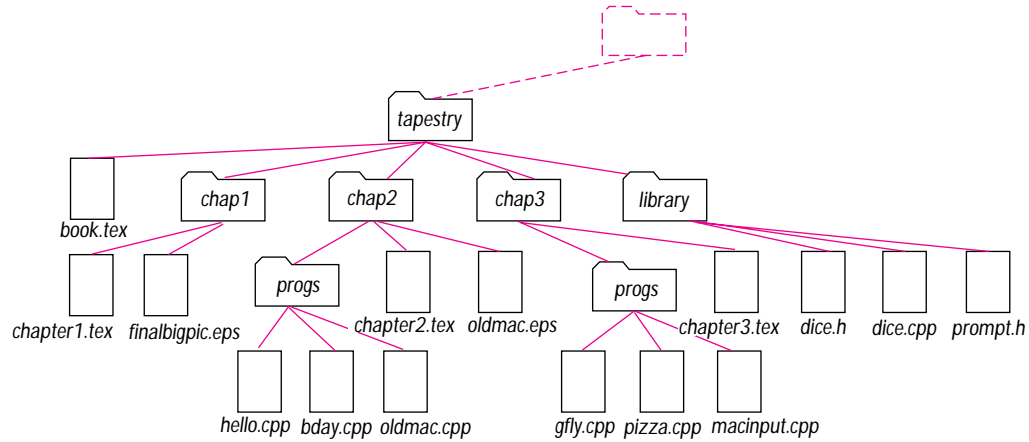 tapestry
book.tex
chap1
chap2
chap3
library
chapter1.tex
finalbigpic.eps
progs
chapter2.tex
oldmac.eps
progs
chapter3.tex
dice.h
dice.cpp
prompt.h
hello.cpp
bday.cpp
oldmac.cpp
gfly.cpp
pizza.cpp
macinput.cpp